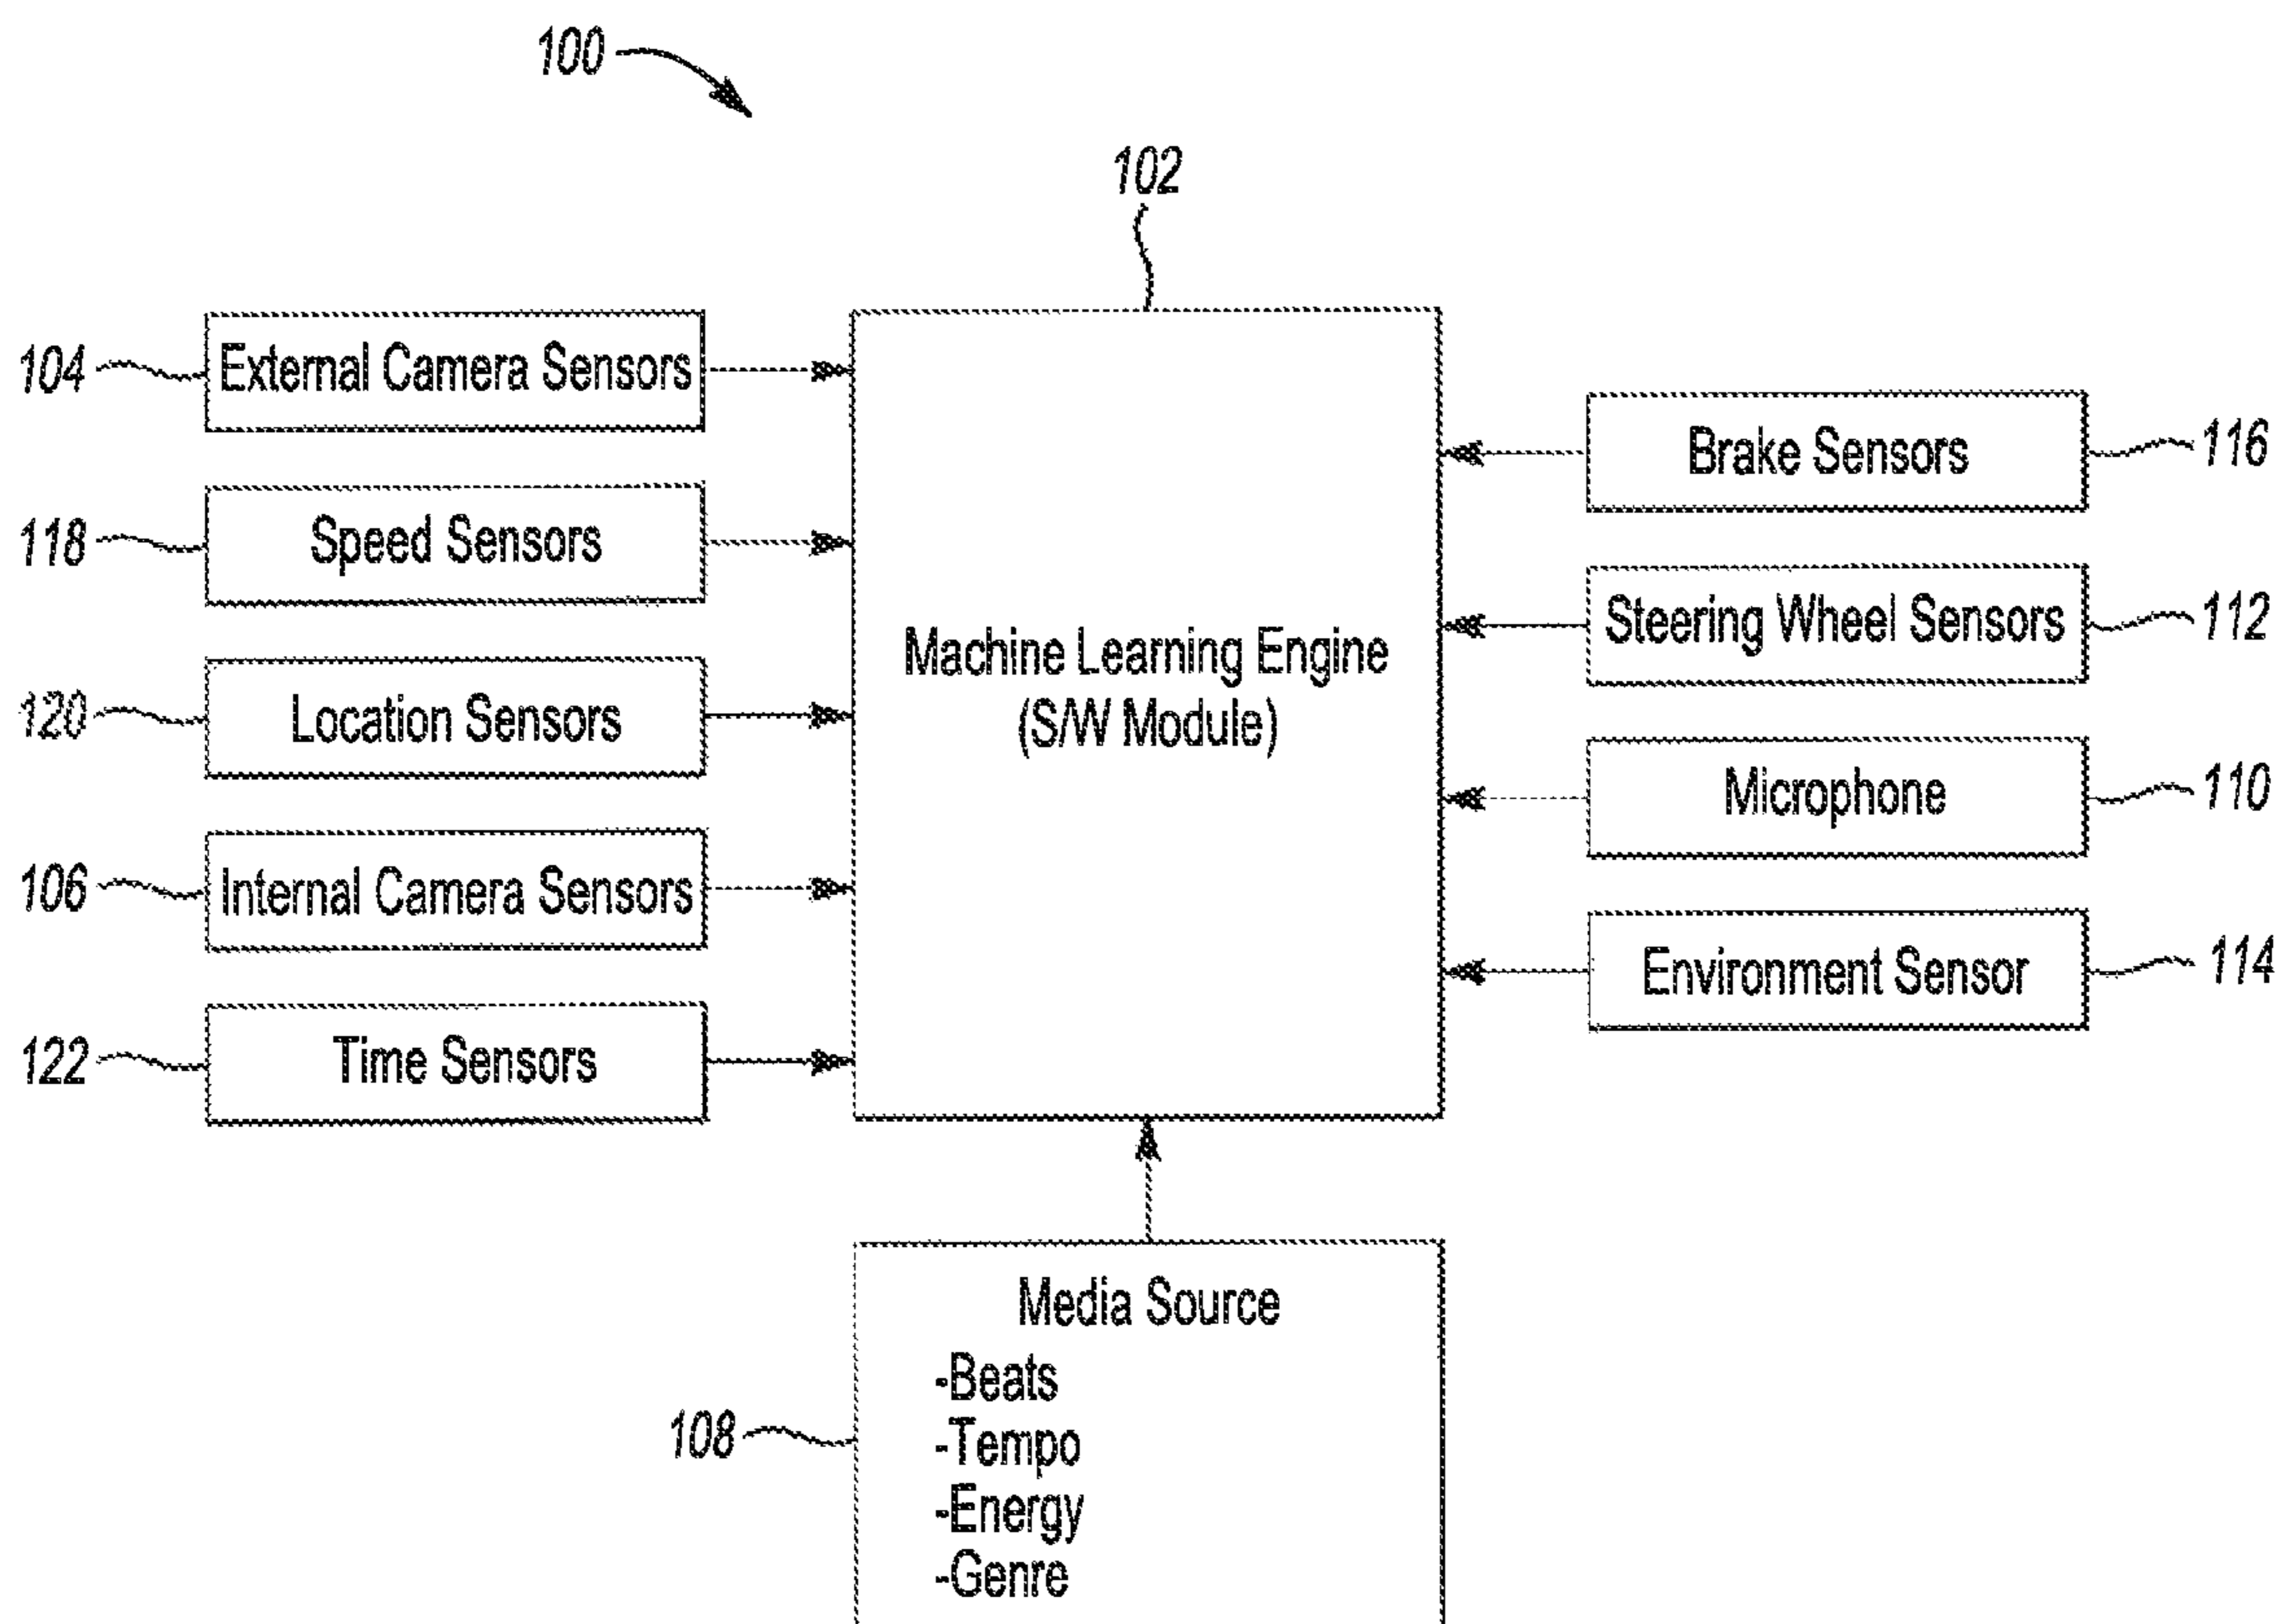 100
102
104
External Camera Sensors
118
Speed Sensors
120
Location Sensors
106
Internal Camera Sensors
122
Time Sensors
Machine Learning Engine
(S/W Module)
Brake Sensors
116
Steering Wheel Sensors
112
Microphone
110
Environment Sensor
114
108
Media Source
-Beats
-Tempo
-Energy
-Genre